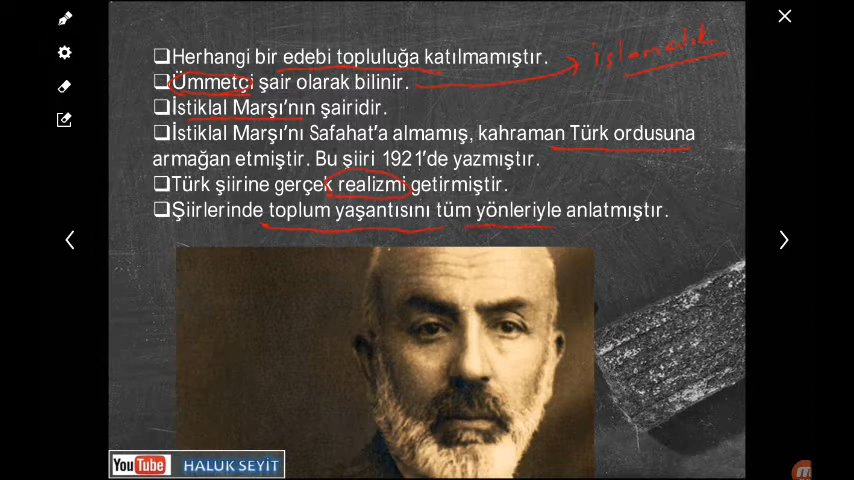 ❑Herhangi bir edebi topluluğa katılmamıştır.
islamcılık
❑Ümmetçi şair olarak bilinir.
❑İstiklal Marşı’nın şairidir.
❑İstiklal Marşı’nı Safahat’a almamış, kahraman Türk ordusuna
armağan etmiştir. Bu şiiri 1921’de yazmıştır.
❑Türk şiirine gerçek realizmi getirmiştir.
❑Şiirlerinde toplum yaşantısını tüm yönleriyle anlatmıştır.
YouTube HALUK SEYİT